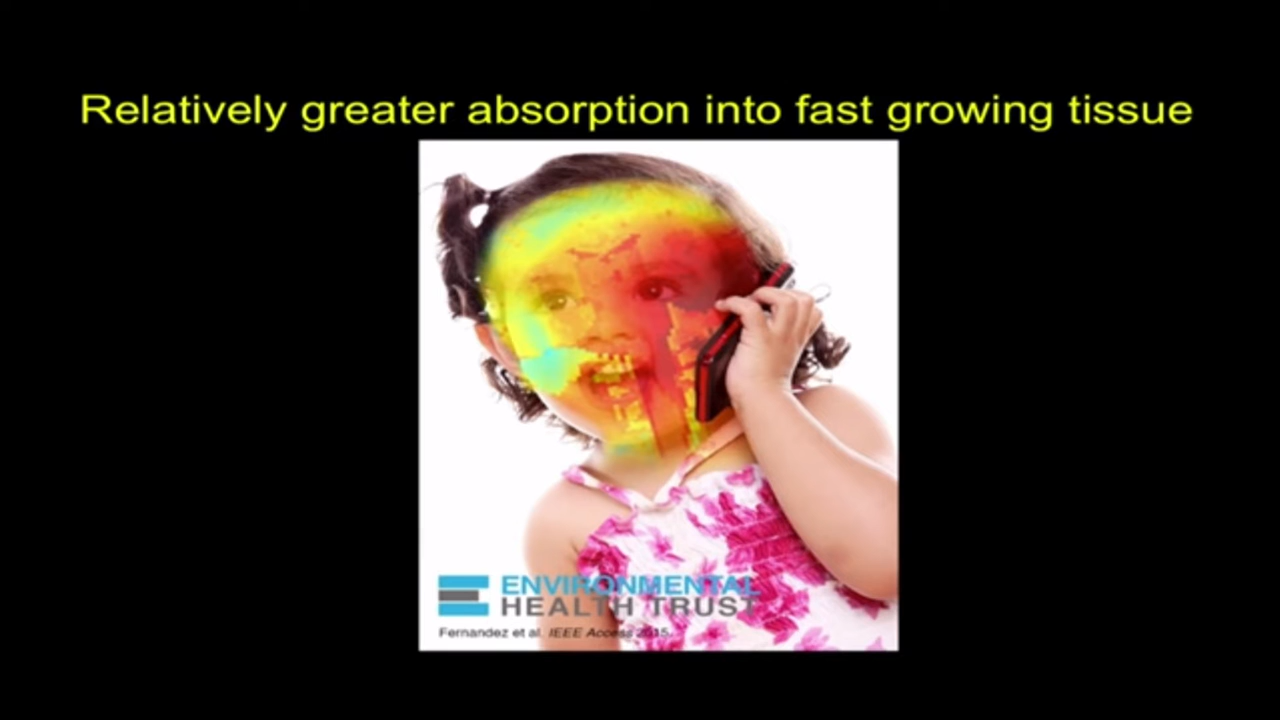 Relatively greater absorption into fast growing tissue
ENVIRONMENTAL
HEALTH TRUST
Fernandez et al. IEEE Access 2015.